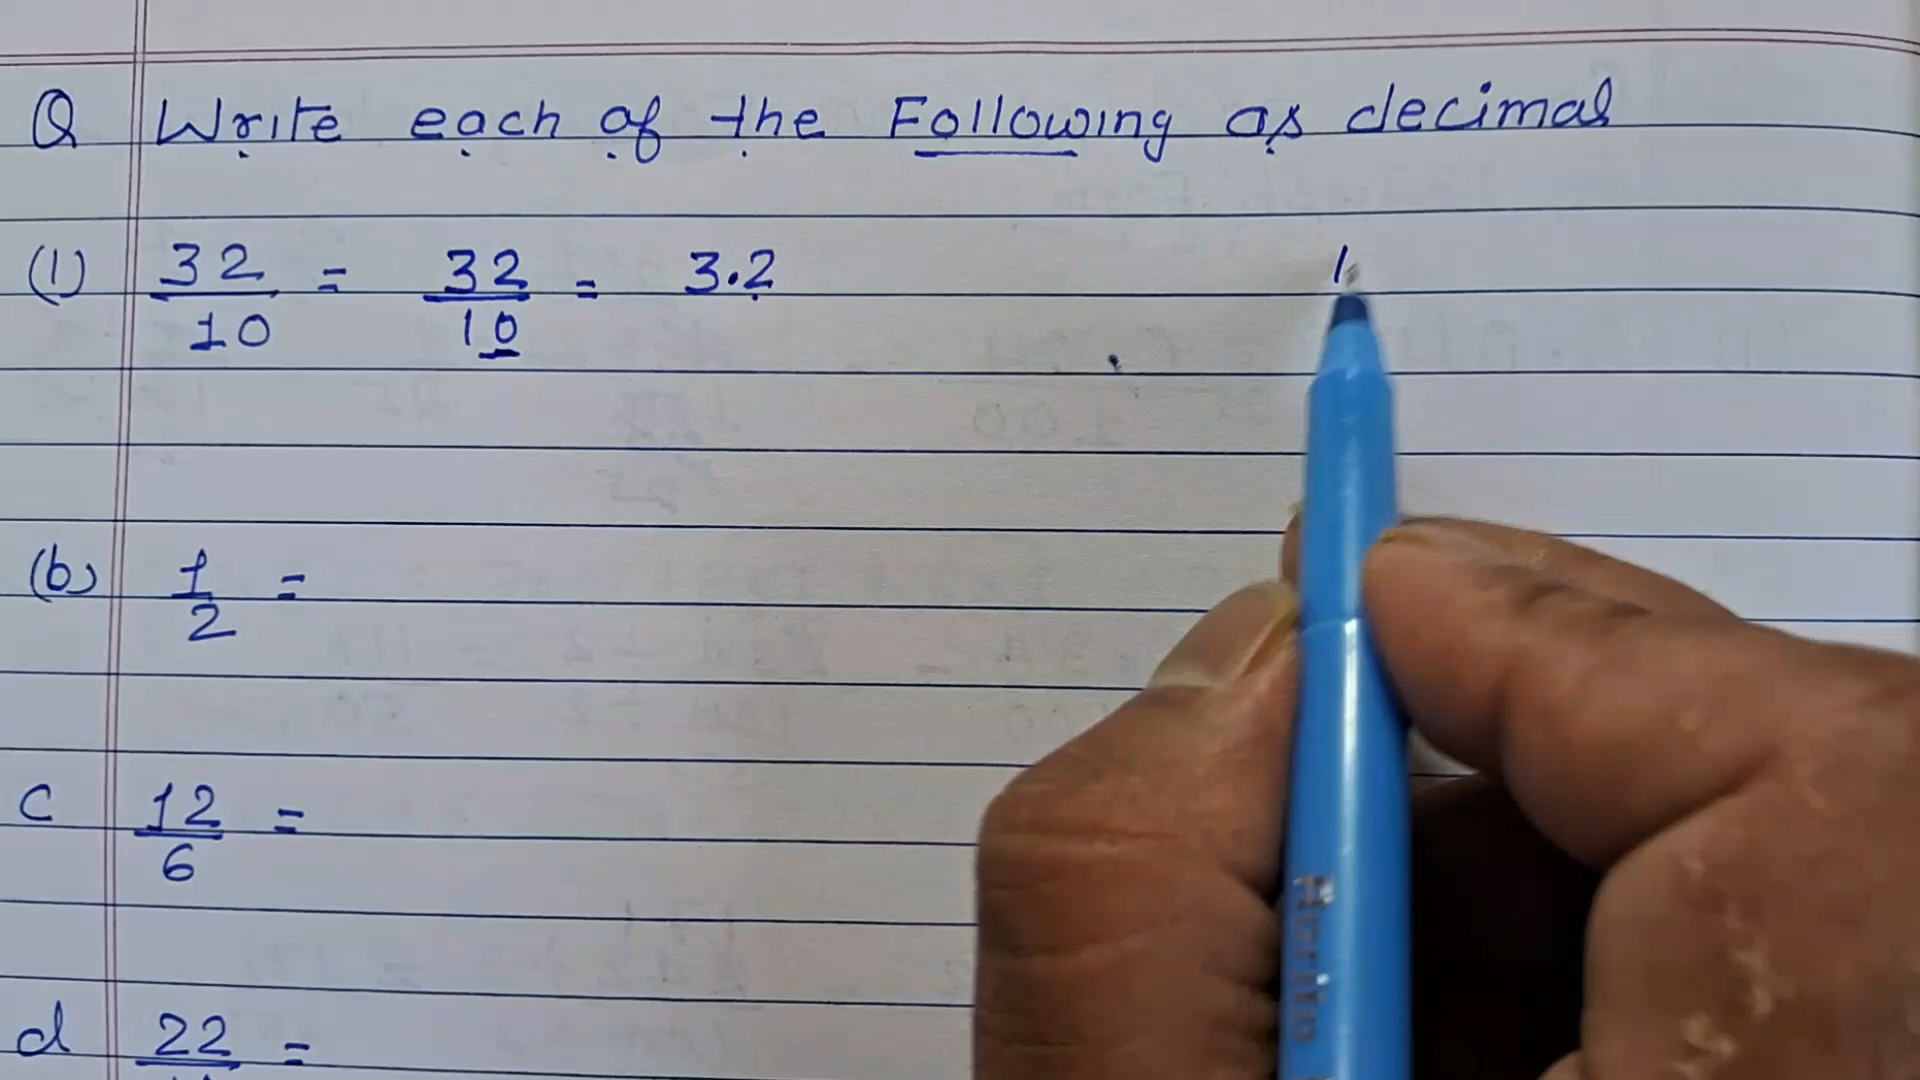 Q Write each of the Following as decimal
(1) 32/10 = 32/10 = 3.2
(b) 1/2 =
c 12/6 =
d 22 =